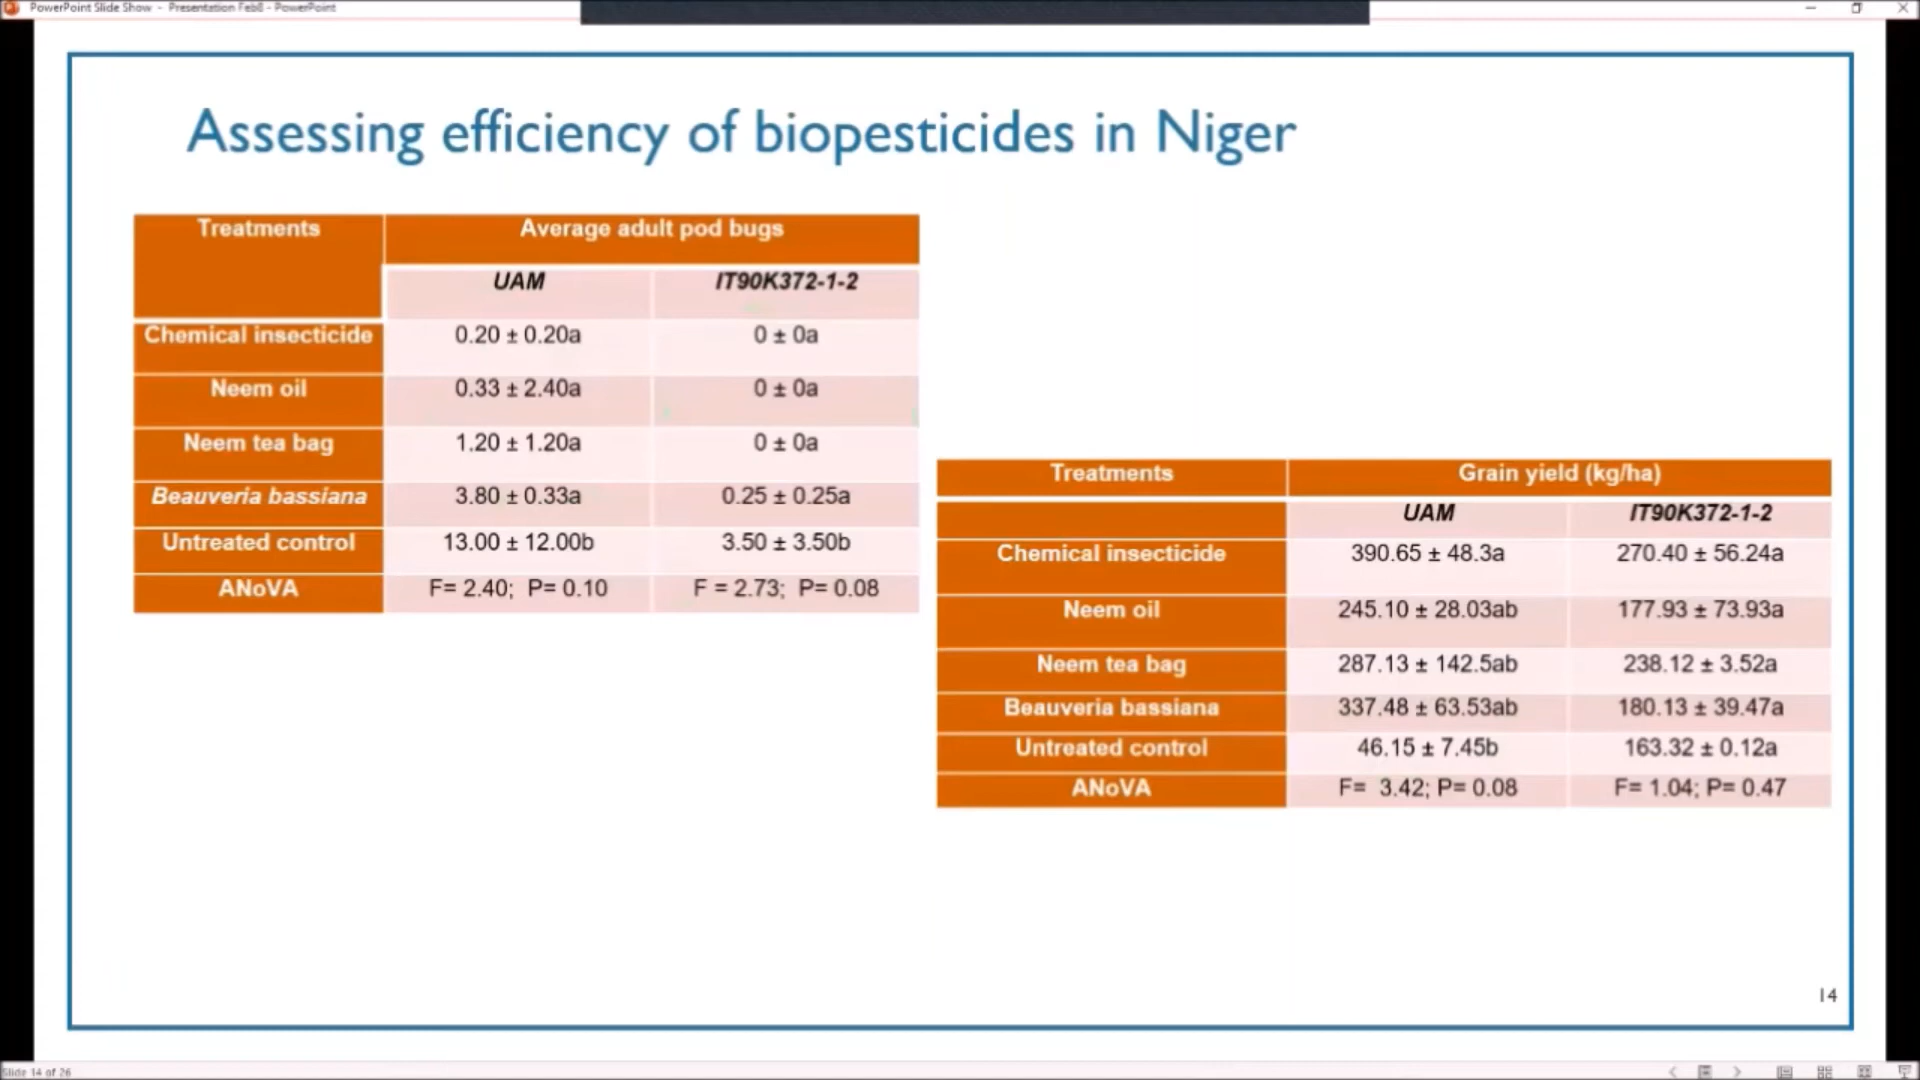 PowerPoint Slide Show - Presentation Feb8 - PowerPoint
Assessing efficiency of biopesticides in Niger
Treatments Average adult pod bugs
UAM IT90K372-1-2
Chemical insecticide 0.20 ± 0.20a 0 ± 0a
Neem oil 0.33 ± 2.40a 0 ± 0a
Neem tea bag 1.20 ± 1.20a 0 ± 0a
Beauveria bassiana 3.80 ± 0.33a 0.25 ± 0.25a
Untreated control 13.00 ± 12.00b 3.50 ± 3.50b
ANoVA F= 2.40; P= 0.10 F = 2.73; P= 0.08
Treatments Grain yield (kg/ha)
UAM IT90K372-1-2
Chemical insecticide 390.65 ± 48.3a 270.40 ± 56.24a
Neem oil 245.10 ± 28.03ab 177.93 ± 73.93a
Neem tea bag 287.13 ± 142.5ab 238.12 ± 3.52a
Beauveria bassiana 337.48 ± 63.53ab 180.13 ± 39.47a
Untreated control 46.15 ± 7.45b 163.32 ± 0.12a
ANoVA F= 3.42; P= 0.08 F= 1.04; P= 0.47
14
Slide 14 of 26